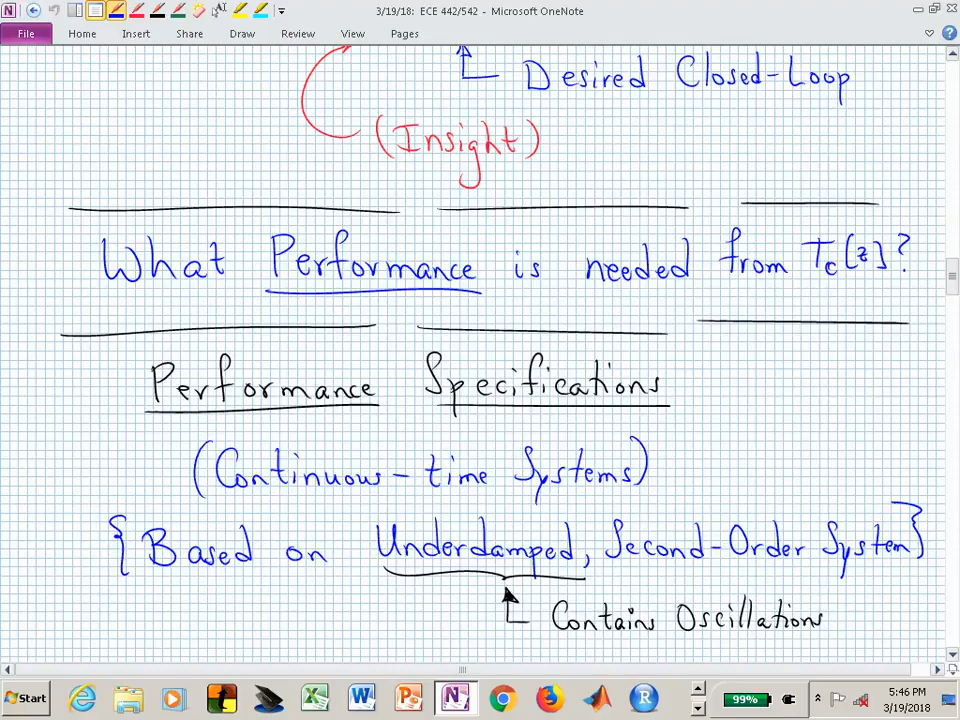 3/19/18: ECE 442/542 - Microsoft OneNote
File Home Insert Share Draw Review View Pages
Desired Closed-Loop
(Insight)
What Performance is needed from Tc(z)?
Performance Specifications
(Continuous-time Systems)
{Based on Underdamped, Second-Order System}
Contains Oscillations
Start 99% 5:46 PM
3/19/2018